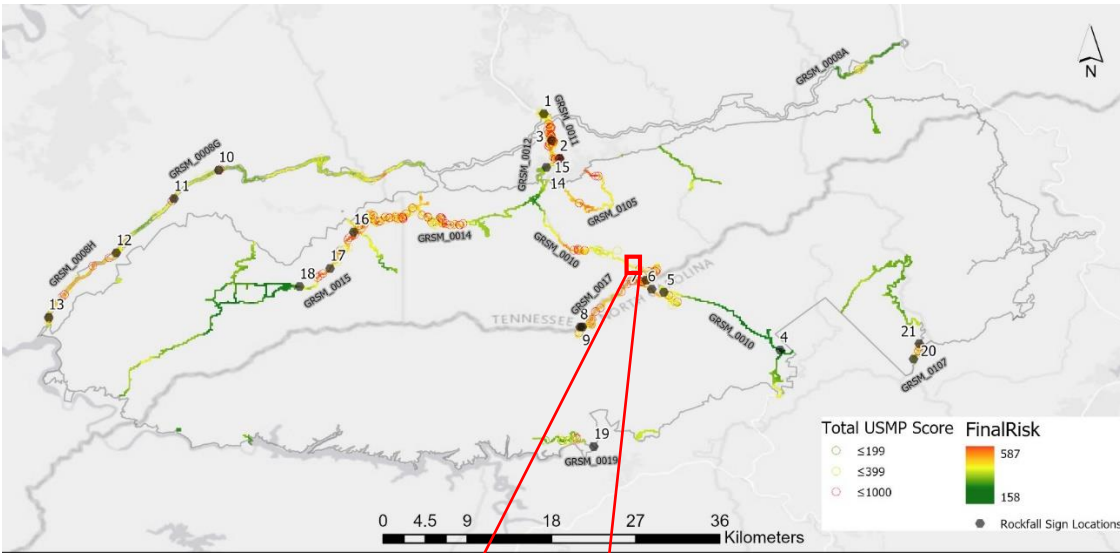 GRSM_0008A
N
1
GRSM_0011
3
2
GRSM_0012
15
14
10
GRSM_0008G
11
GRSM_0105
16
GRSM_0014
12
GRSM_0008H
17
GRSM_0010
18
GRSM_0015
7
6
5
GRSM_0017
13
8
TENNESSEE
NORTH CAROLINA
9
GRSM_0010
4
21
20
GRSM_0107
19
GRSM_0019
Total USMP Score
≤199
≤399
≤1000
FinalRisk
587
158
Rockfall Sign Locations
0 4.5 9 18 27 36
Kilometers